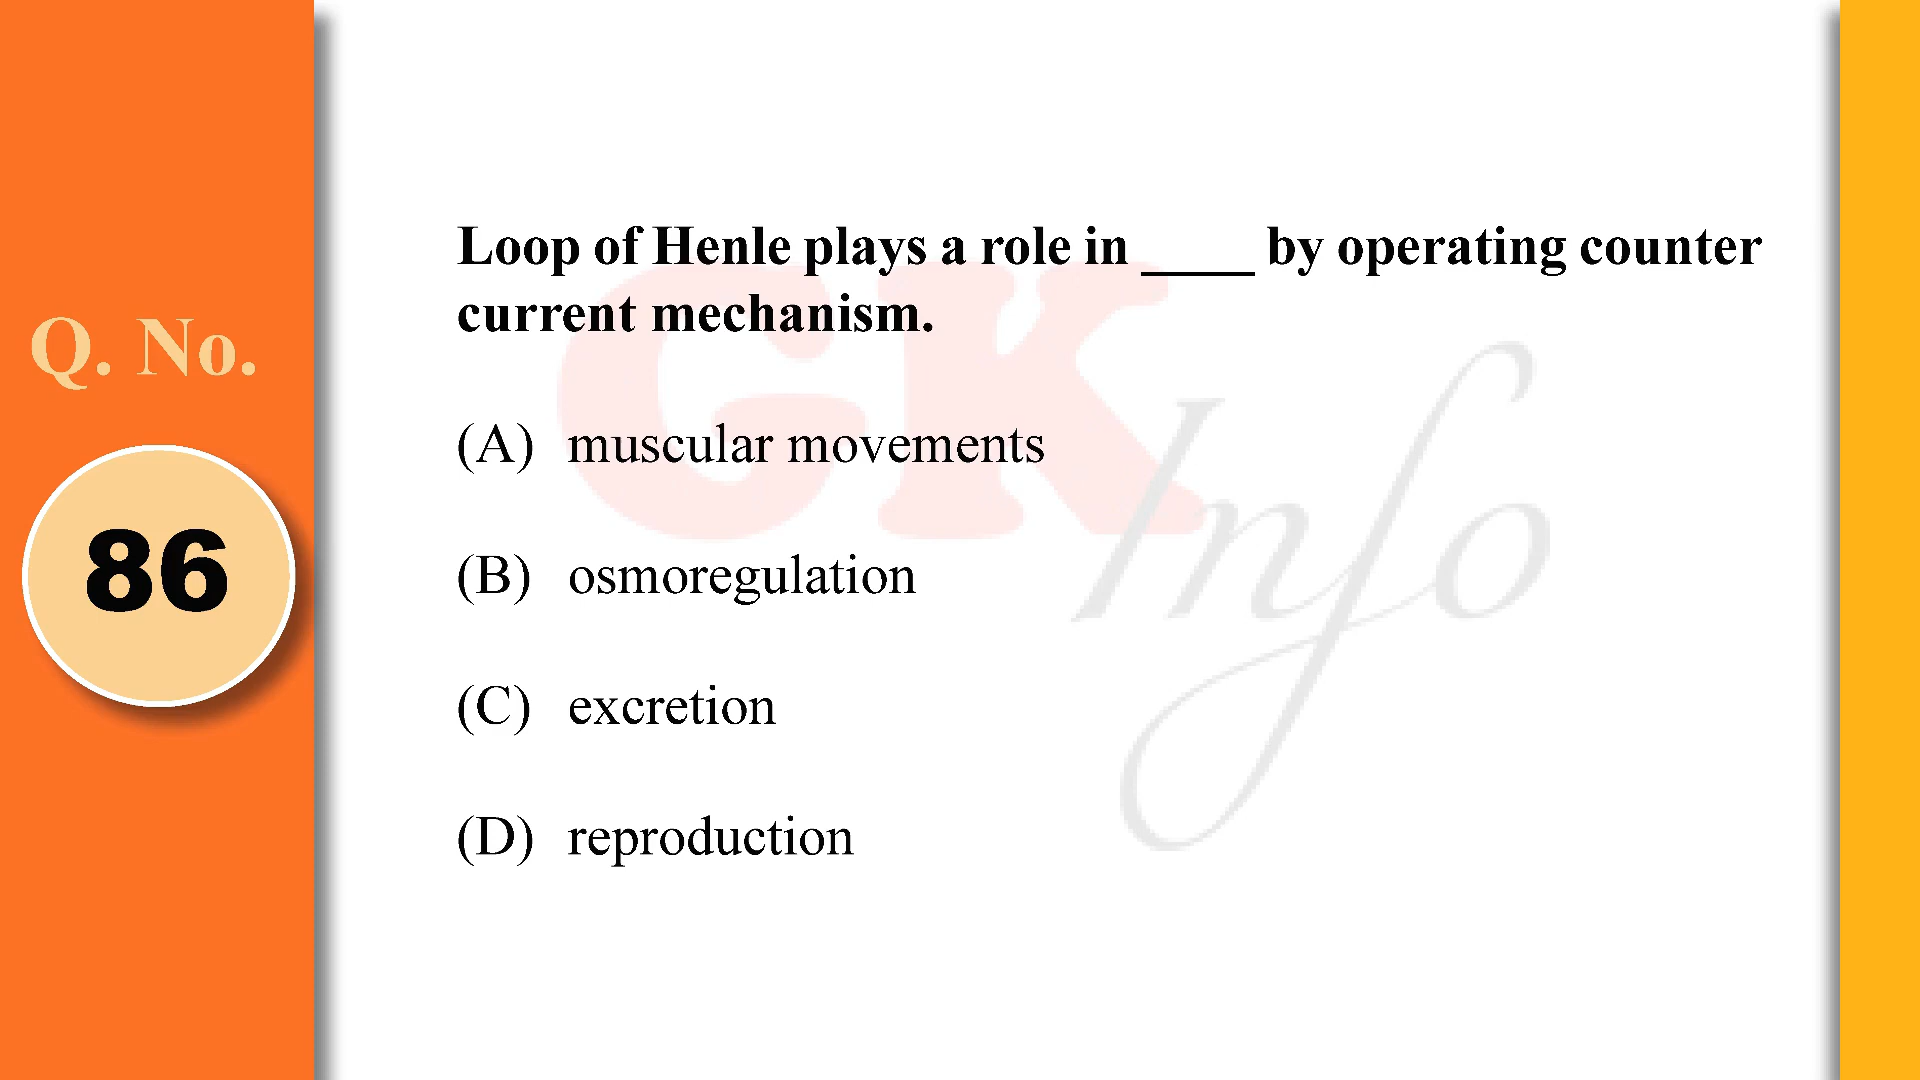 Loop of Henle plays a role in ____ by operating counter
current mechanism.
Q. No.
86
(A) muscular movements
(B) osmoregulation
(C) excretion
(D) reproduction
GK
Info